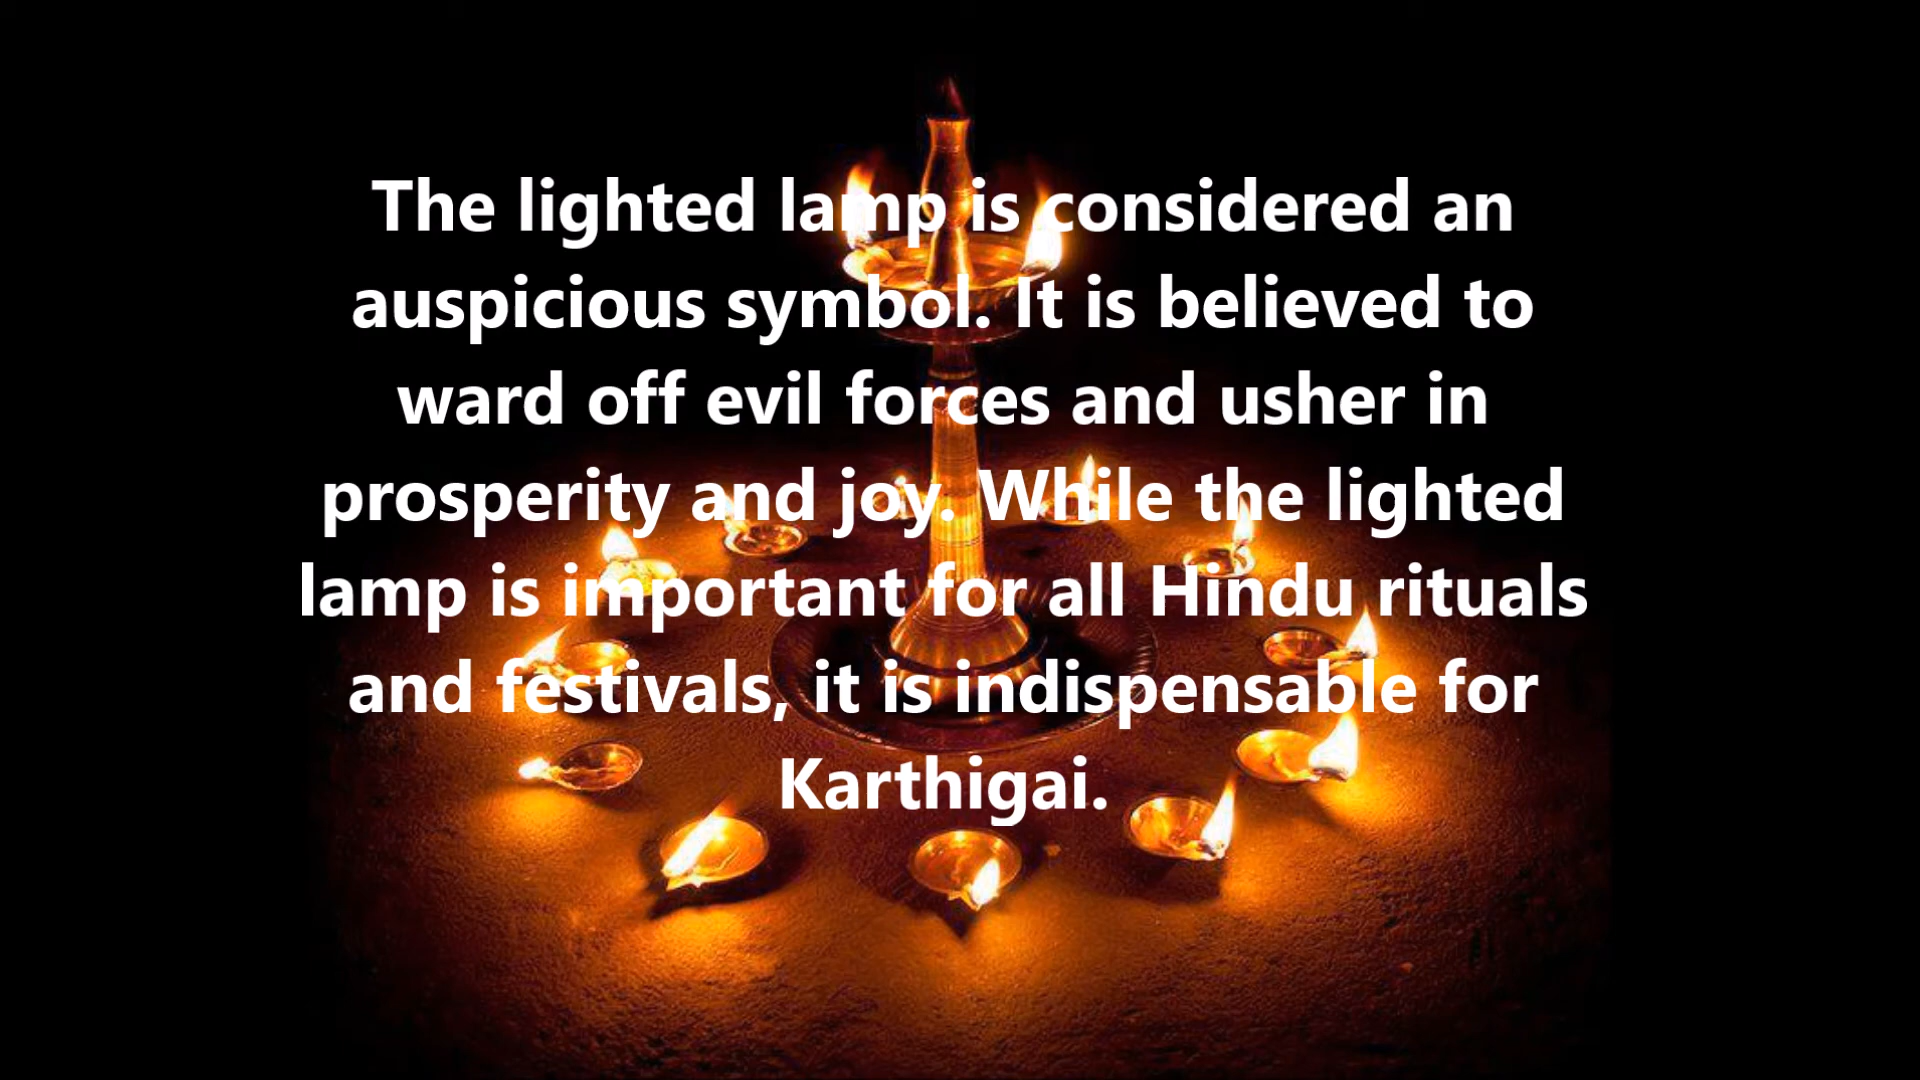 The lighted lamp is considered an
auspicious symbol. It is believed to
ward off evil forces and usher in
prosperity and joy. While the lighted
lamp is important for all Hindu rituals
and festivals, it is indispensable for
Karthigai.